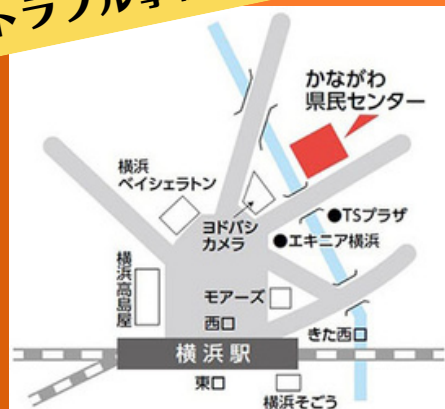 トラブル
かながわ
県民センター
横浜
ベイシェラトン
ヨドバシ
カメラ
●TSプラザ
●エキニア横浜
横浜高島屋
モアーズ
西口
きた西口
横浜駅
東口
横浜そごう